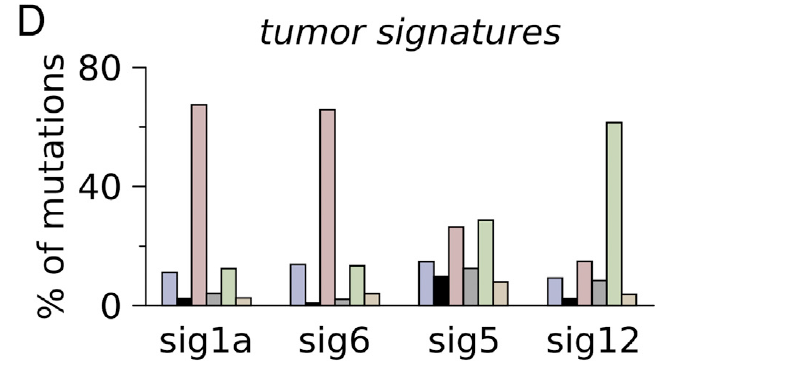 D
tumor signatures
% of mutations
80
40
0
sig1a sig6 sig5 sig12